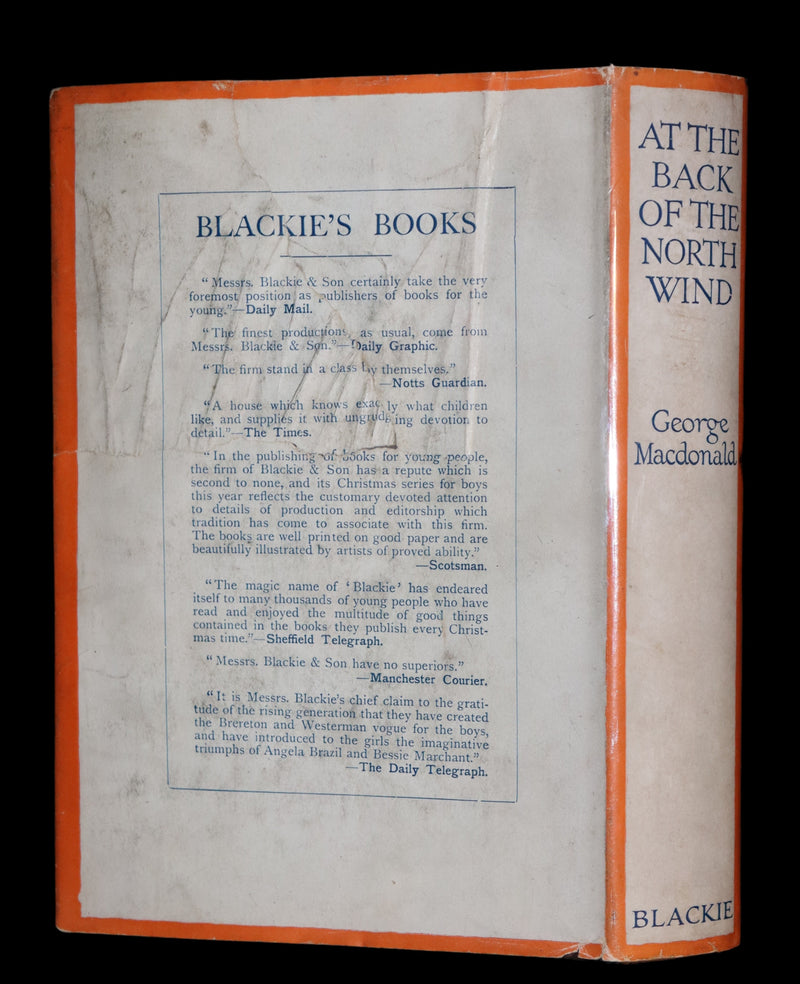 BLACKIE'S BOOKS
"Messrs. Blackie & Son certainly take the very
foremost position as publishers of books for the
young."—Daily Mail.
"The finest productions, as usual, come from
Messrs. Blackie & Son."—Daily Graphic.
"The firm stand in a class by themselves."
—Notts Guardian.
"A house which knows exactly what children
like, and supplies it with ungrudging devotion to
detail."—The Times.
"In the publishing of books for young people,
the firm of Blackie & Son has a repute which is
second to none, and its Christmas series for boys
this year reflects the customary devoted attention
to details of production and editorship which
tradition has come to associate with this firm.
The books are well printed on good paper and are
beautifully illustrated by artists of proved ability."
—Scotsman.
"The magic name of 'Blackie' has endeared
itself to many thousands of young people who have
read and enjoyed the multitude of good things
contained in the books they publish every Christ-
mas time."—Sheffield Telegraph.
"Messrs. Blackie & Son have no superiors."
—Manchester Courier.
"It is Messrs. Blackie's chief claim to the grati-
tude of the rising generation that they have created
the Brereton and Westerman vogue for the boys,
and have introduced to the girls the imaginative
triumphs of Angela Brazil and Bessie Marchant."
—The Daily Telegraph.
AT THE
BACK
OF THE
NORTH
WIND
George
Macdonald
BLACKIE